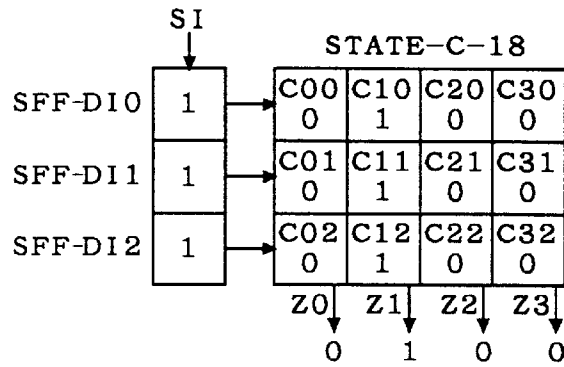 SI
STATE-C-18
SFF-DI0 1 C00 C10 C20 C30
0 1 0 0
SFF-DI1 1 C01 C11 C21 C31
0 1 0 0
SFF-DI2 1 C02 C12 C22 C32
0 1 0 0
Z0 Z1 Z2 Z3
0 1 0 0